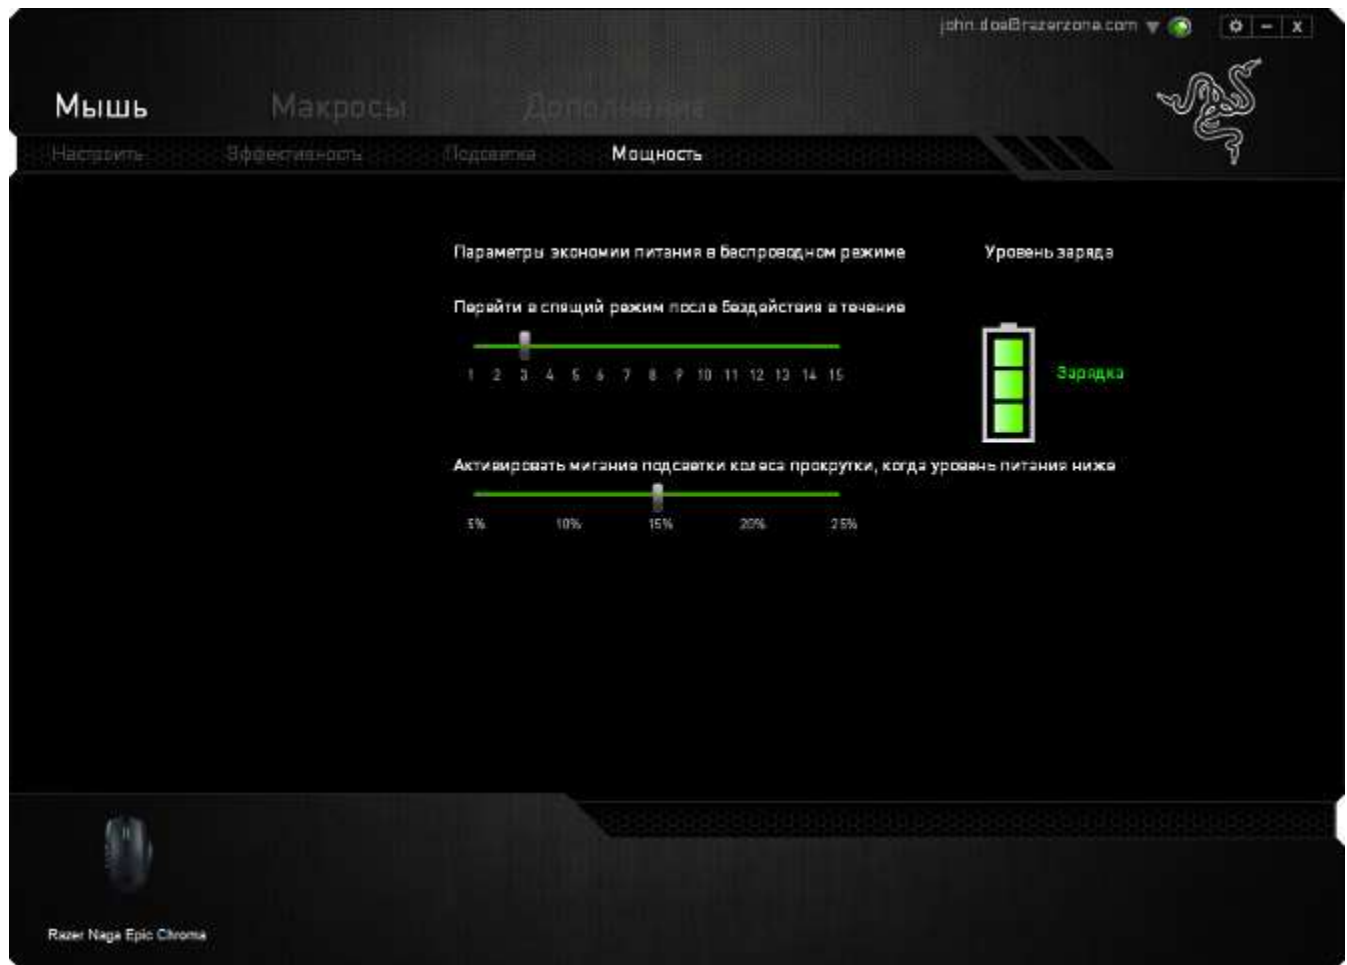 john.doe@razerzone.com
x
Мышь Макросы Дополнение
Настроить Эффективность Подсветка Мощность
Параметры экономии питания в беспроводном режиме Уровень заряда
Перейти в спящий режим после бездействия в течение
1 2 3 4 5 6 7 8 9 10 11 12 13 14 15
Зарядка
Активировать мигание подсветки колеса прокрутки, когда уровень питания ниже
5% 10% 15% 20% 25%
Razer Naga Epic Chroma